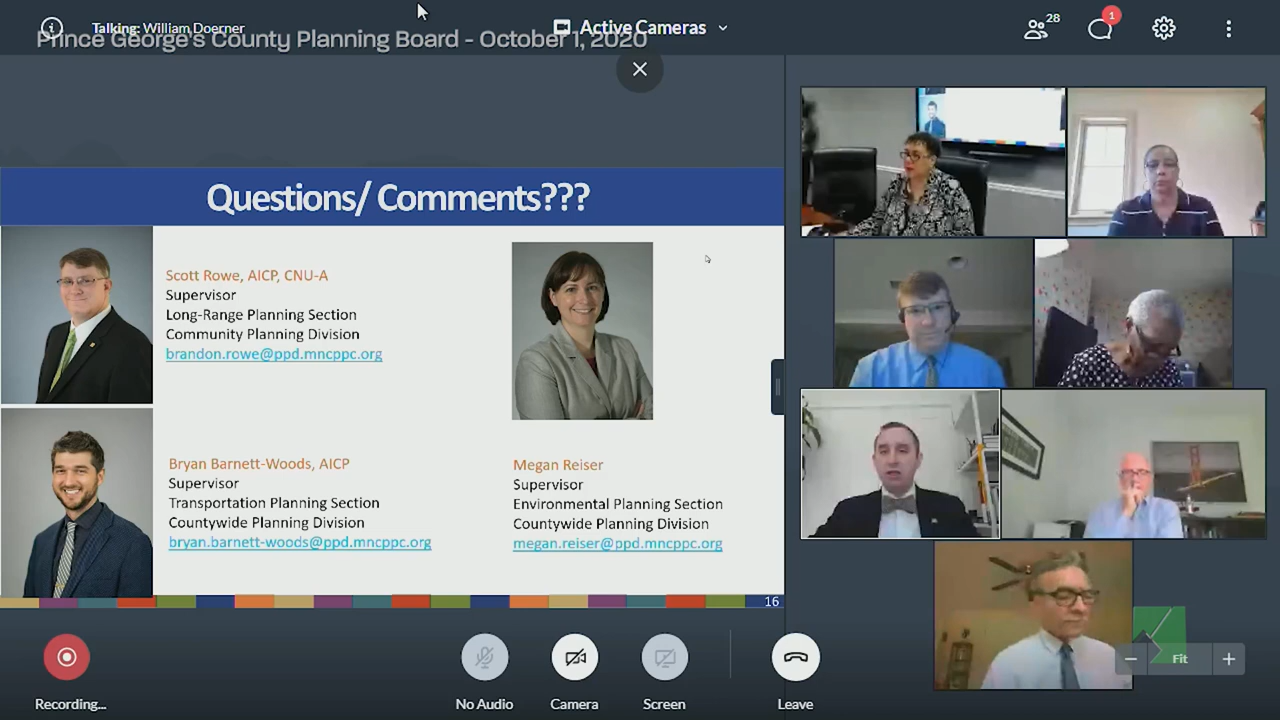 Talking: William Doerner
Active Cameras
28
1
Prince George's County Planning Board - October 1, 2020
Questions/ Comments???
Scott Rowe, AICP, CNU-A
Supervisor
Long-Range Planning Section
Community Planning Division
brandon.rowe@ppd.mncppc.org
Bryan Barnett-Woods, AICP
Supervisor
Transportation Planning Section
Countywide Planning Division
bryan.barnett-woods@ppd.mncppc.org
Megan Reiser
Supervisor
Environmental Planning Section
Countywide Planning Division
megan.reiser@ppd.mncppc.org
16
Fit
Recording...
No Audio
Camera
Screen
Leave